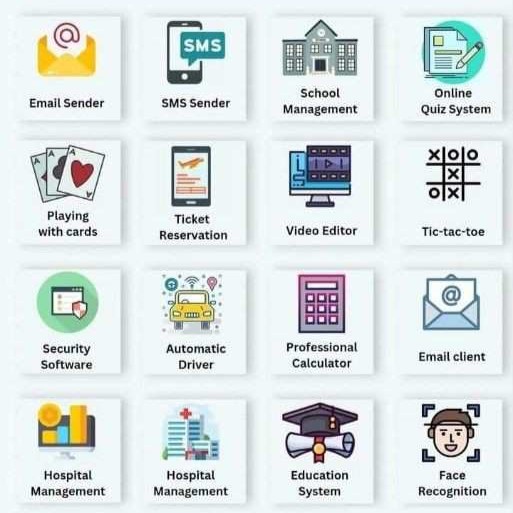 @
Email Sender
SMS
SMS Sender
School
Management
Online
Quiz System
A A A
Playing
with cards
Ticket
Reservation
Video Editor
X O O
X
O X
Tic-tac-toe
Security
Software
Automatic
Driver
Professional
Calculator
@
Email client
Hospital
Management
Hospital
Management
Education
System
Face
Recognition